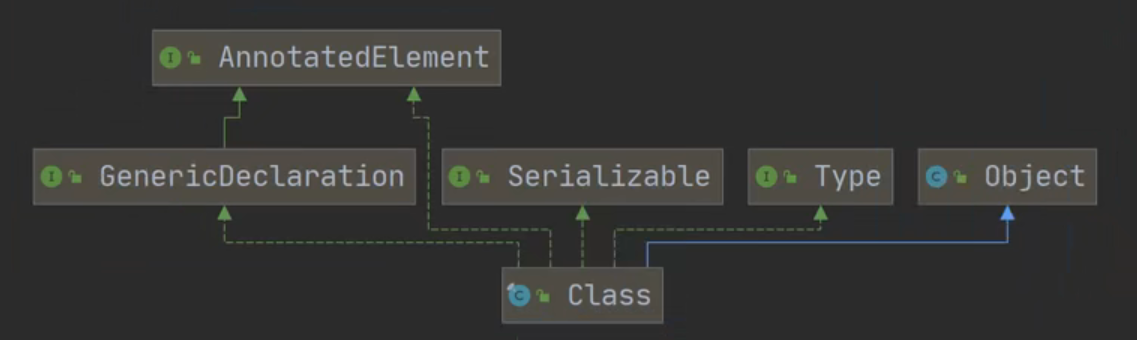 AnnotatedElement
GenericDeclaration
Serializable
Type
Object
Class